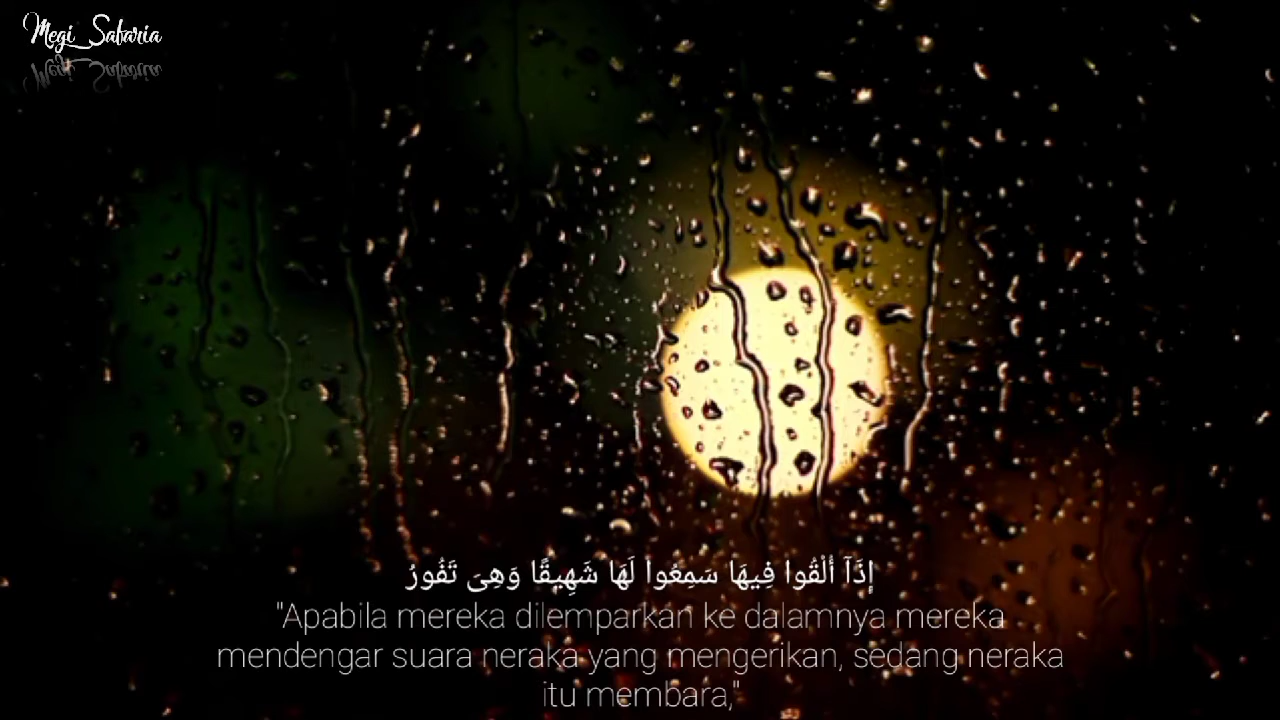 Megi_Safaria
إِذَآ أُلْقُوا۟ فِيهَا سَمِعُوا۟ لَهَا شَهِيقًا وَهِىَ تَفُورُ
"Apabila mereka dilemparkan ke dalamnya mereka
mendengar suara neraka yang mengerikan, sedang neraka
itu membara,"